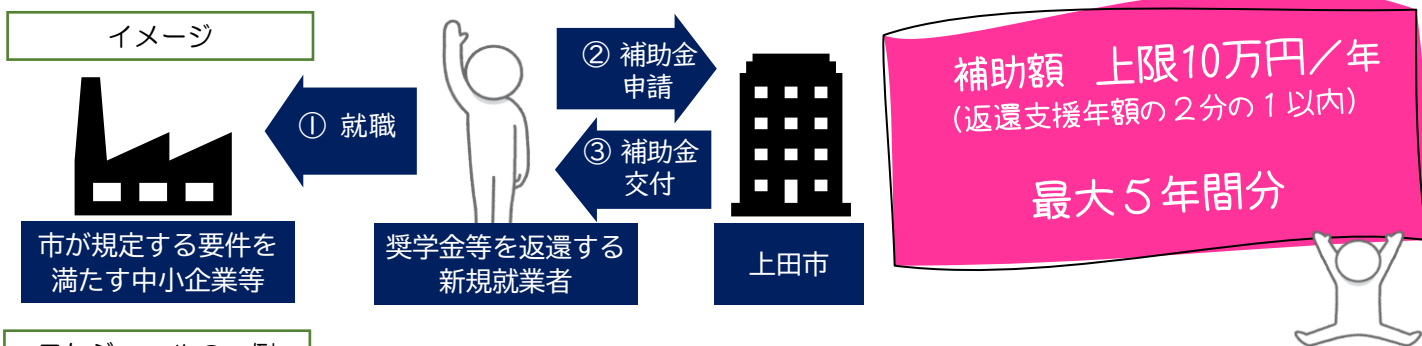 イメージ
① 就職
② 補助金
申請
③ 補助金
交付
市が規定する要件を
満たす中小企業等
奨学金等を返還する
新規就業者
上田市
補助額　上限10万円／年
(返還支援年額の２分の１以内)
最大５年間分